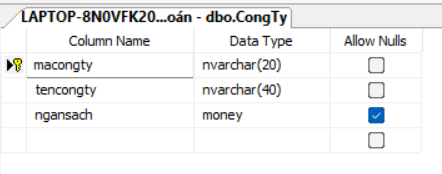 LAPTOP-8N0VFK20...oán - dbo.CongTy
Column Name Data Type Allow Nulls
macongty nvarchar(20)
tencongty nvarchar(40)
ngansach money